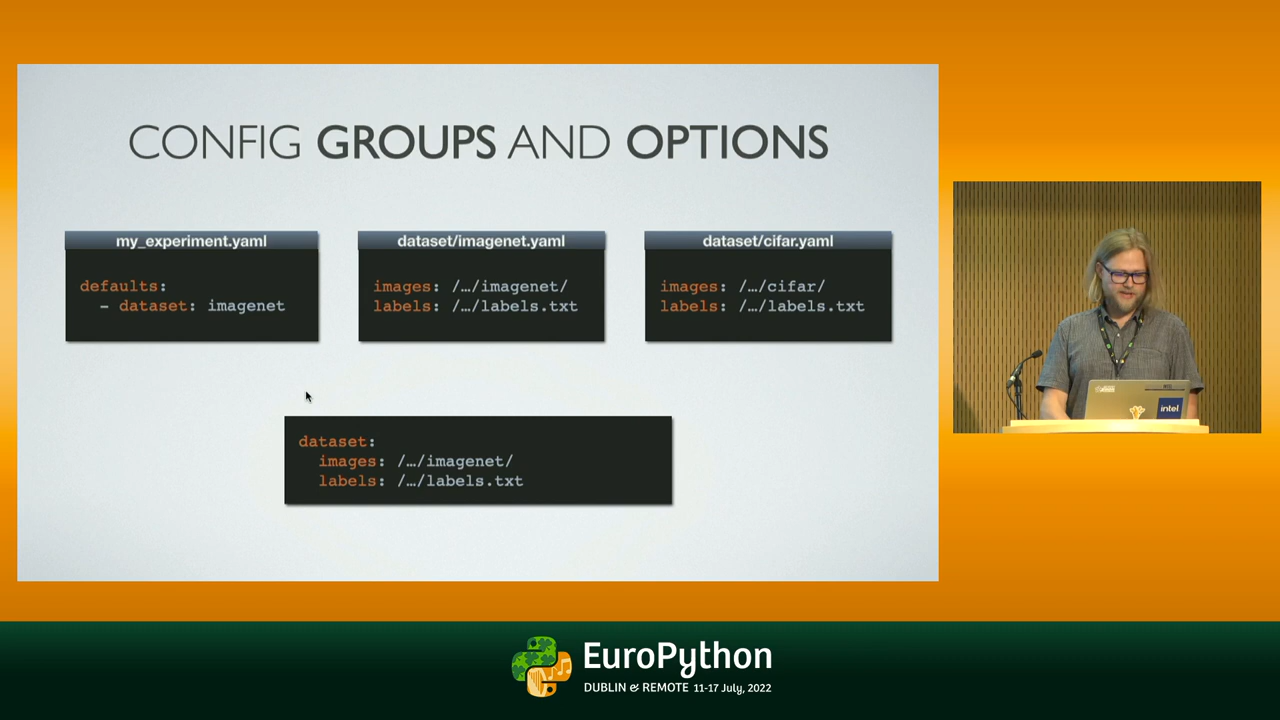 CONFIG GROUPS AND OPTIONS
my_experiment.yaml
defaults:
  - dataset: imagenet
dataset/imagenet.yaml
images: /…/imagenet/
labels: /…/labels.txt
dataset/cifar.yaml
images: /…/cifar/
labels: /…/labels.txt
dataset:
  images: /…/imagenet/
  labels: /…/labels.txt
intel
EuroPython
DUBLIN & REMOTE 11-17 July, 2022